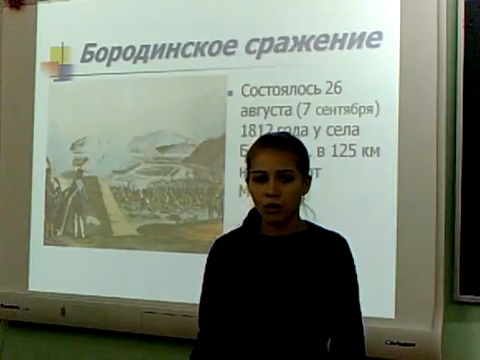 Бородинское сражение
Состоялось 26
августа (7 сентября)
1812 года у села
в 125 км